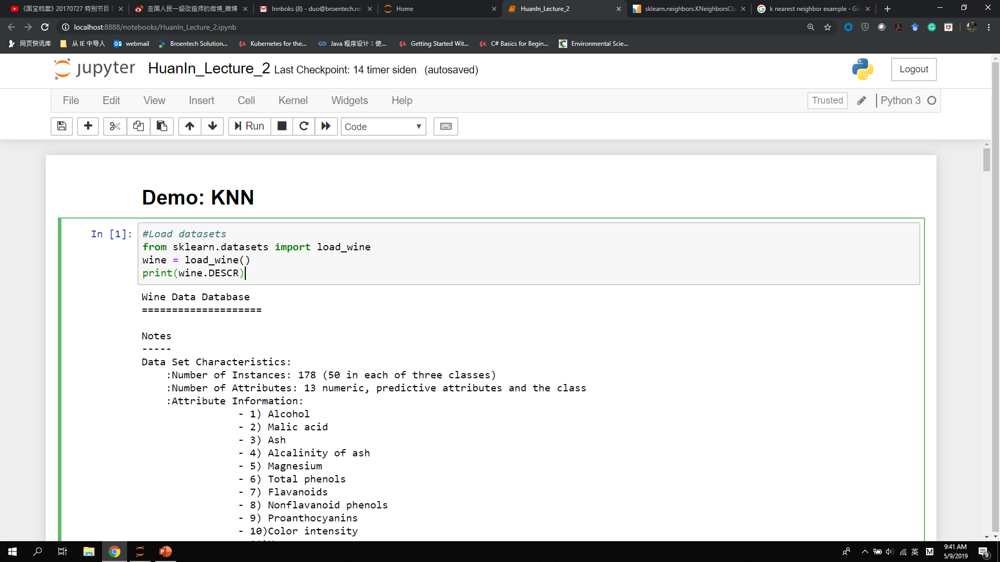 《国宝档案》20170727 特别节目
走国人民一级改造师的微博_微博
Innboks (8) - duo@broentech.no
Home
HuanIn_Lecture_2
sklearn.neighbors.KNeighborsCla
k nearest neighbor example - Go
localhost:8888/notebooks/HuanIn_Lecture_2.ipynb
网页快讯库
从 IE 中导入
webmail
Broentech Solution...
Kubernetes for the...
Java 程序设计：使...
Getting Started Wit...
C# Basics for Begin...
Environmental Scie...
jupyter HuanIn_Lecture_2 Last Checkpoint: 14 timer siden (autosaved)
Logout
File Edit View Insert Cell Kernel Widgets Help
Trusted
Python 3
Run
Code
Demo: KNN
In [1]:
#Load datasets
from sklearn.datasets import load_wine
wine = load_wine()
print(wine.DESCR)
Wine Data Database
====================
Notes
-----
Data Set Characteristics:
:Number of Instances: 178 (50 in each of three classes)
:Number of Attributes: 13 numeric, predictive attributes and the class
:Attribute Information:
- 1) Alcohol
- 2) Malic acid
- 3) Ash
- 4) Alcalinity of ash
- 5) Magnesium
- 6) Total phenols
- 7) Flavanoids
- 8) Nonflavanoid phenols
- 9) Proanthocyanins
- 10)Color intensity
英
M
9:41 AM
5/9/2019
9